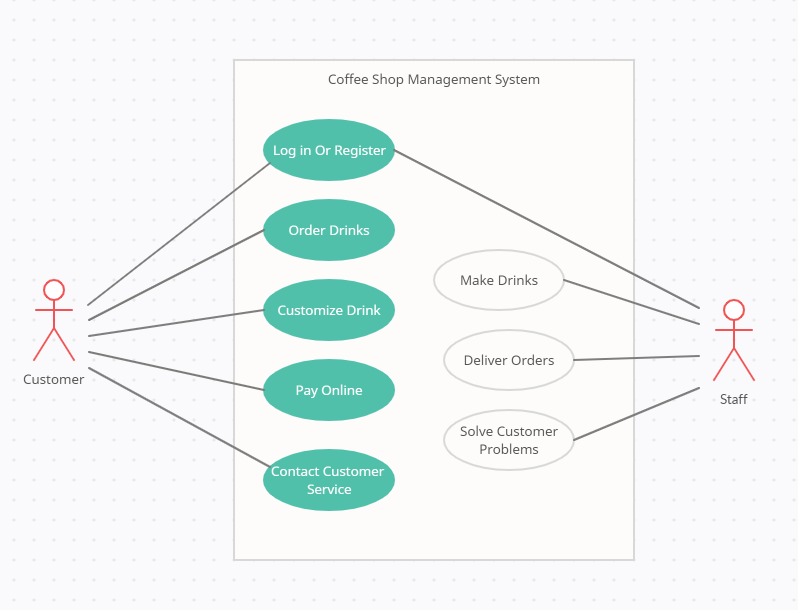 Coffee Shop Management System
Log in Or Register
Order Drinks
Customize Drink
Pay Online
Contact Customer
Service
Make Drinks
Deliver Orders
Solve Customer
Problems
Customer
Staff